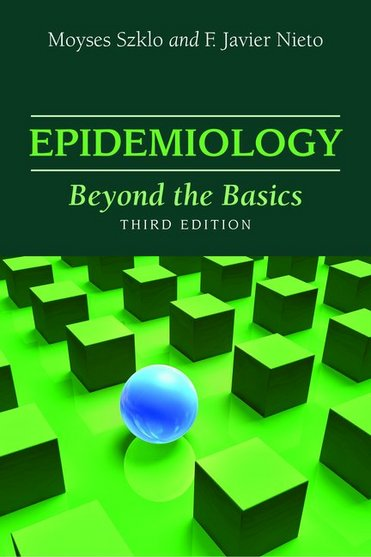 Moyses Szklo and F. Javier Nieto
EPIDEMIOLOGY
Beyond the Basics
THIRD EDITION